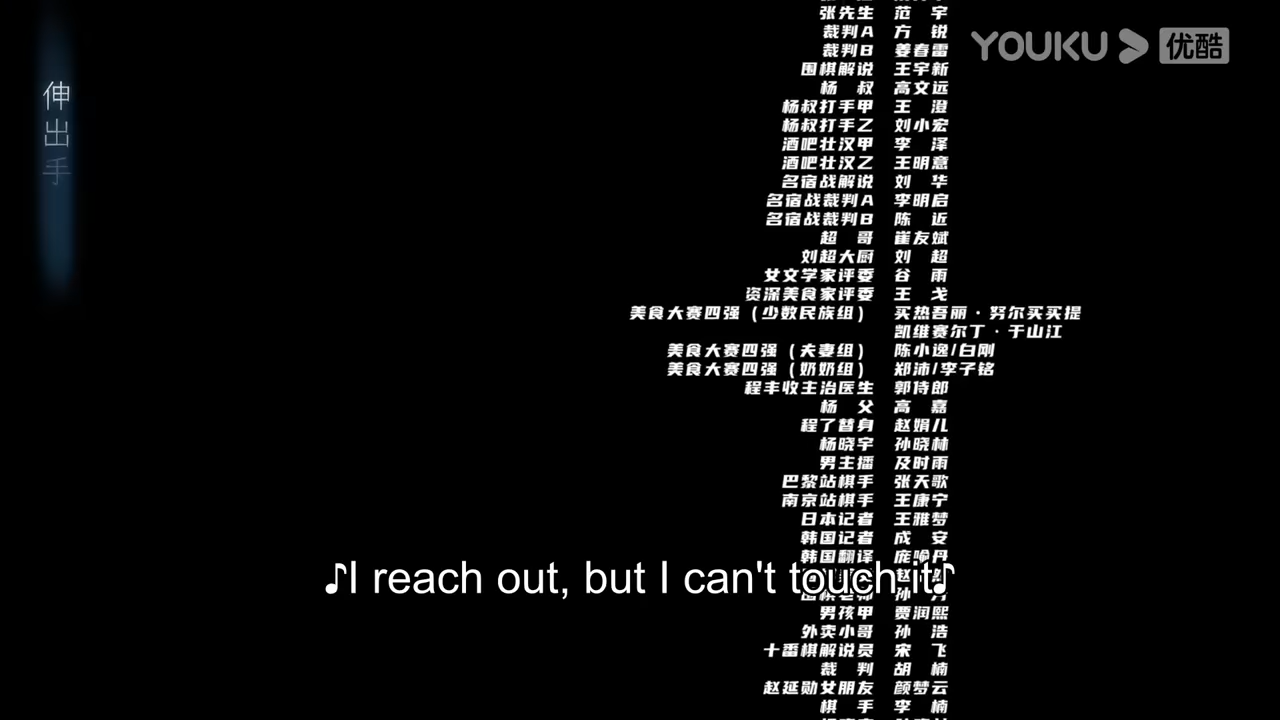 张先生 范 宇
裁判A 方 锐
裁判B 姜春雷
YOUKU 优酷
围棋解说 王宇新
杨 叔 高文远
伸出手
杨叔打手甲 王 澄
杨叔打手乙 刘小宏
酒吧壮汉甲 李 泽
酒吧壮汉乙 王明意
名宿战解说 刘 华
名宿战裁判A 李明启
名宿战裁判B 陈 近
超 哥 崔友斌
刘超大厨 刘 超
女文学家评委 谷 雨
资深美食家评委 王 戈
美食大赛四强（少数民族组） 买热吾丽·努尔买买提
凯维赛尔丁·于山江
美食大赛四强（夫妻组） 陈小逸/白刚
美食大赛四强（奶奶组） 郑沛/李子铭
程丰收主治医生 郭侍郎
杨 父 高 嘉
程了替身 赵娟儿
杨晓宇 孙晓林
男主播 及时雨
巴黎站棋手 张天歌
南京站棋手 王康宁
日本记者 王雅梦
韩国记者 成 安
韩国翻译 庞喻丹
♪I reach out, but I can't touch it♪
男孩甲 贾润熙
外卖小哥 孙 浩
十番棋解说员 宋 飞
裁 判 胡 楠
赵延勋女朋友 颜梦云
棋 手 李 楠